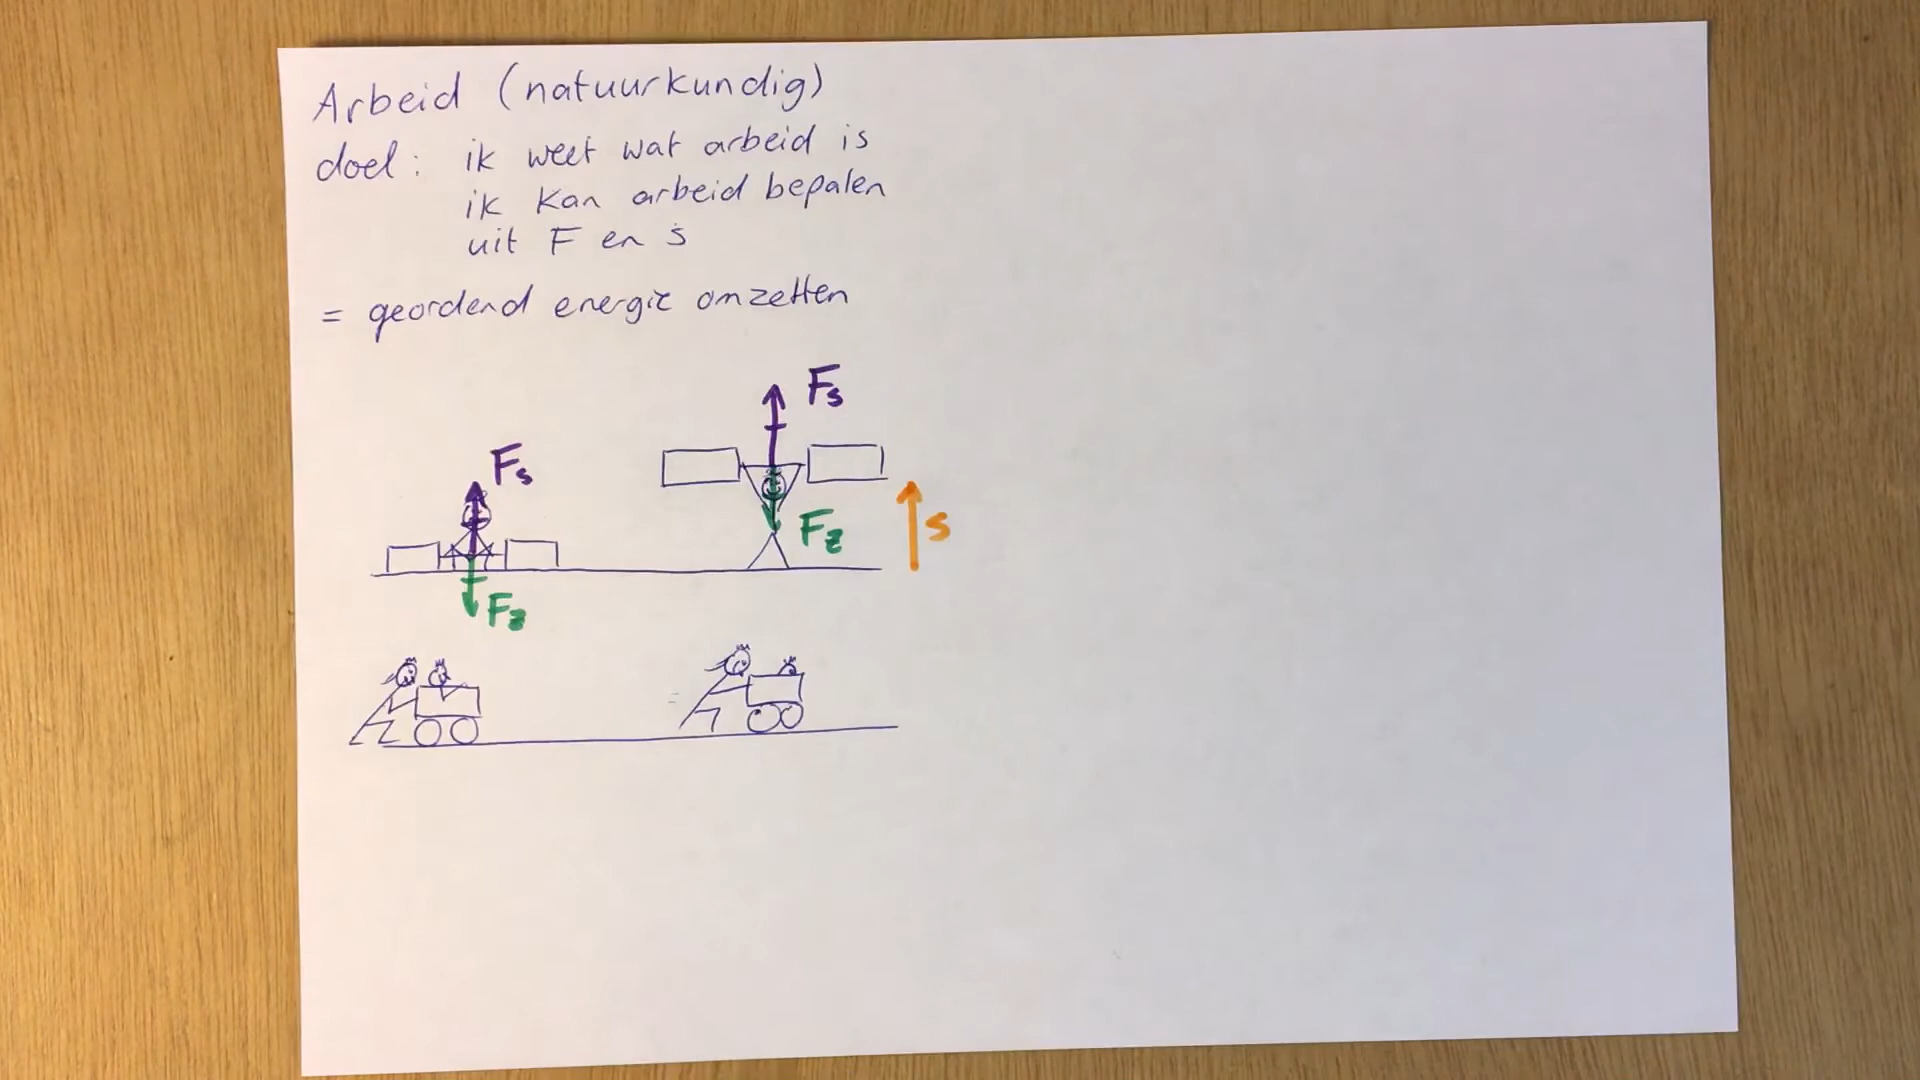 Arbeid (natuurkundig)
doel: ik weet wat arbeid is
ik kan arbeid bepalen
uit F en s
= geordend energie omzetten
Fs
Fs
Fz
s
Fz